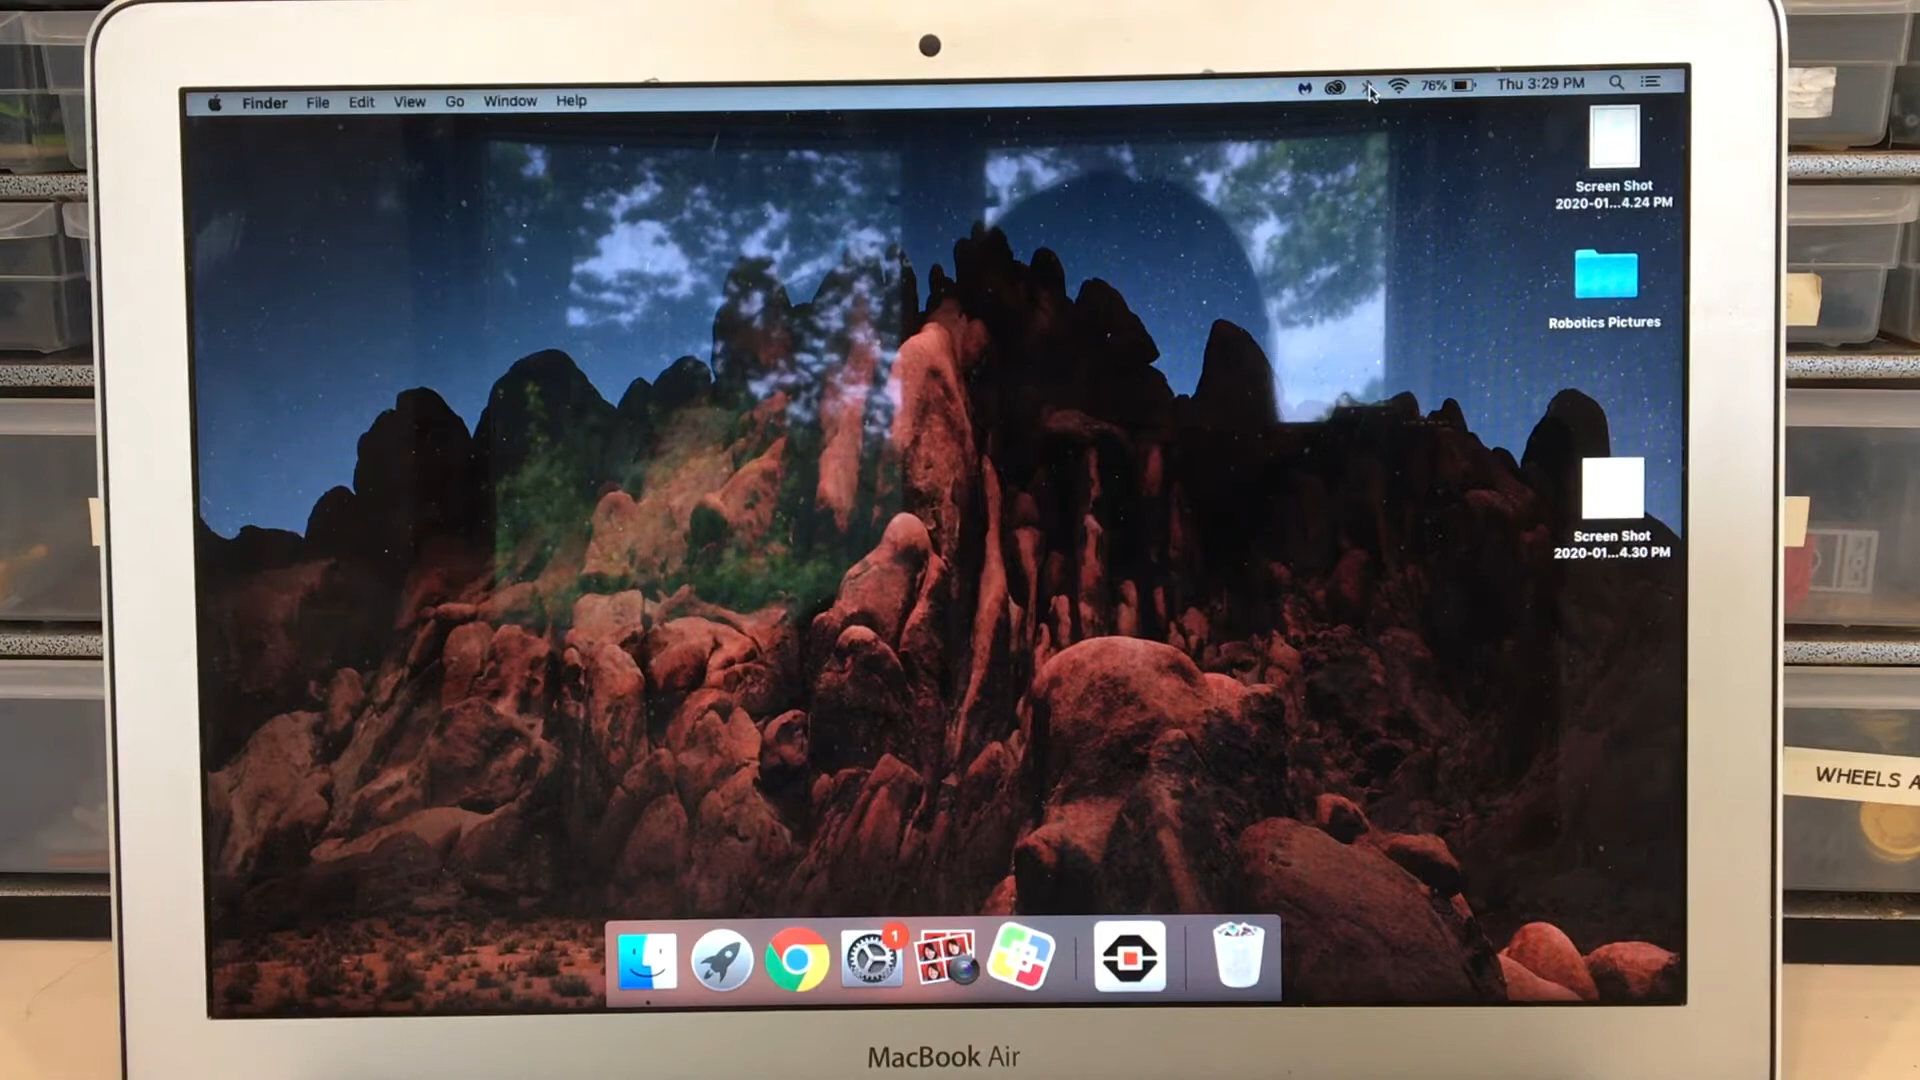 Finder File Edit View Go Window Help 76% Thu 3:29 PM
Screen Shot
2020-01...4.24 PM
Robotics Pictures
Screen Shot
2020-01...4.30 PM
WHEELS A
1
MacBook Air